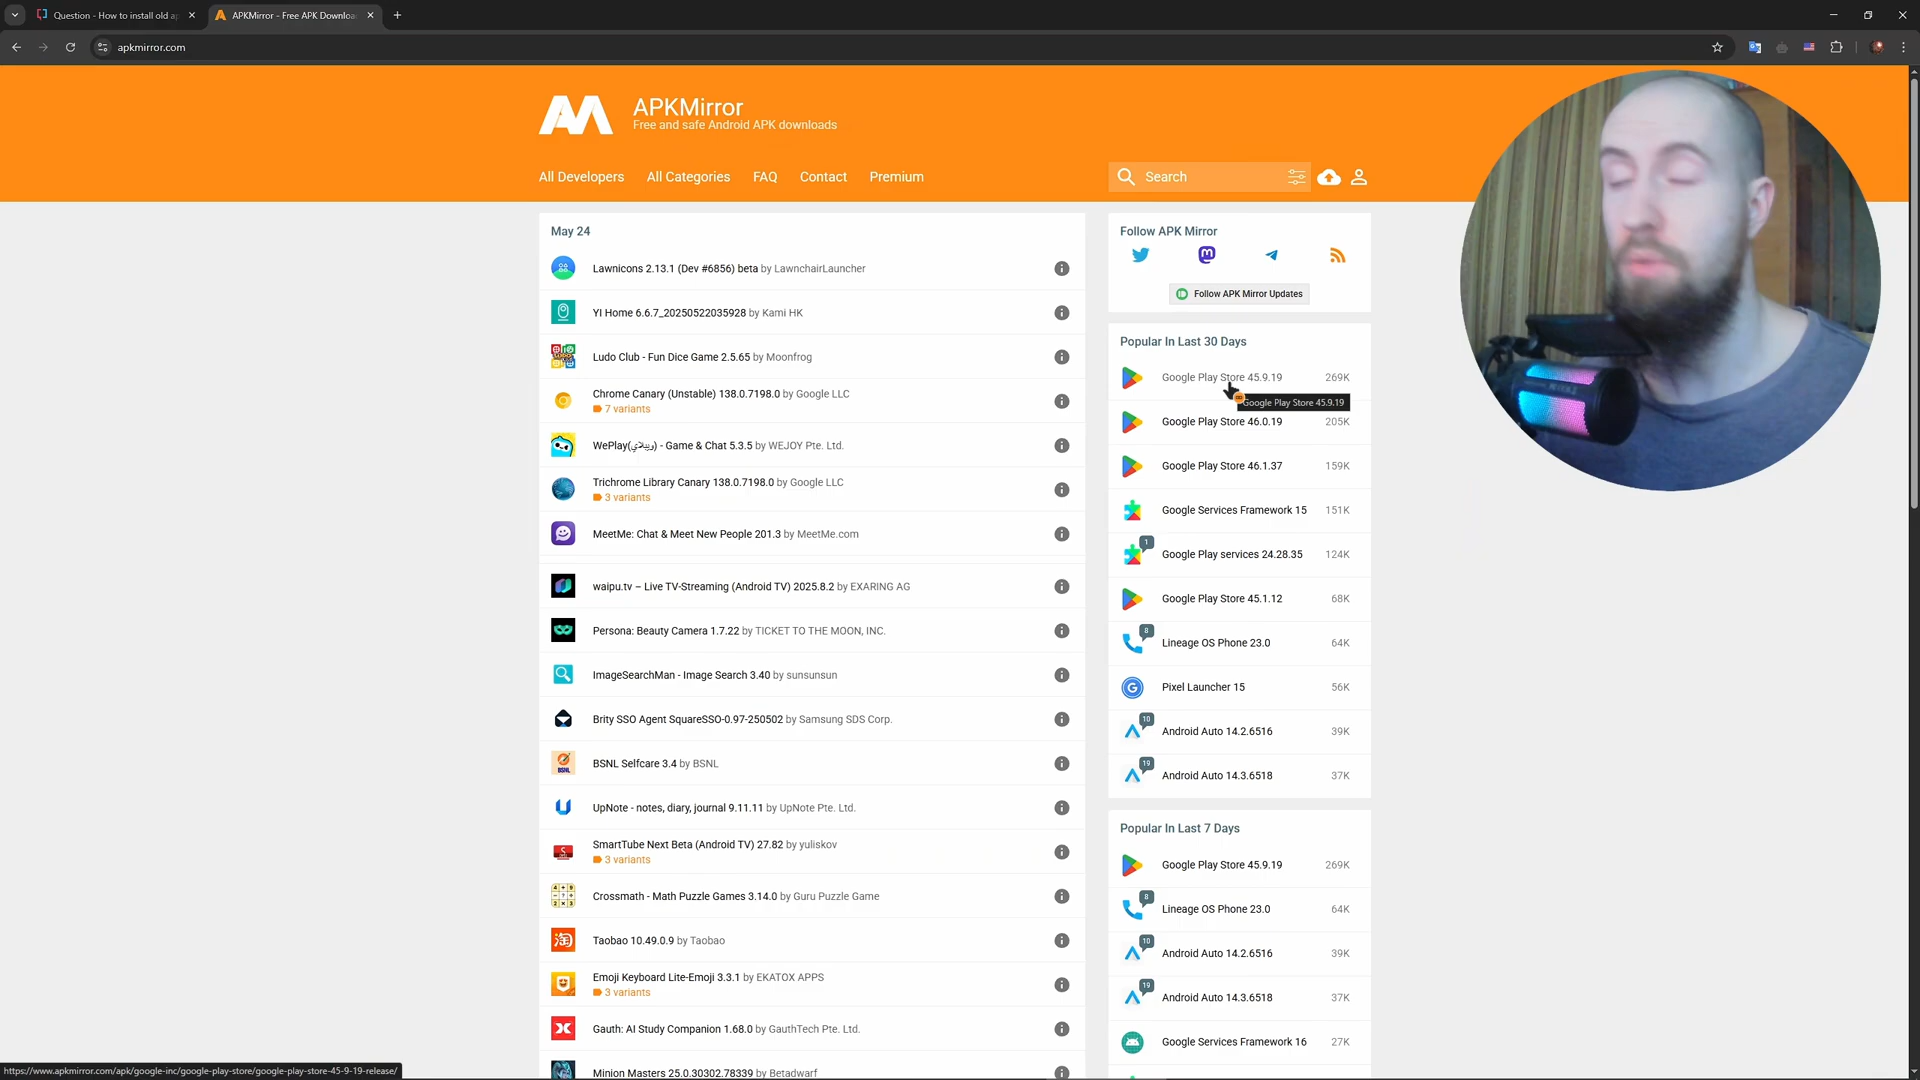 Question - How to install old a
APKMirror - Free APK Downloa
apkmirror.com
APKMirror
Free and safe Android APK downloads
All Developers
All Categories
FAQ
Contact
Premium
Search
May 24
Lawnicons 2.13.1 (Dev #6856) beta by LawnchairLauncher
YI Home 6.6.7_20250522035928 by Kami HK
Ludo Club - Fun Dice Game 2.5.65 by Moonfrog
Chrome Canary (Unstable) 138.0.7198.0 by Google LLC
7 variants
WePlay(ويبلاي) - Game & Chat 5.3.5 by WEJOY Pte. Ltd.
Trichrome Library Canary 138.0.7198.0 by Google LLC
3 variants
MeetMe: Chat & Meet New People 201.3 by MeetMe.com
waipu.tv – Live TV-Streaming (Android TV) 2025.8.2 by EXARING AG
Persona: Beauty Camera 1.7.22 by TICKET TO THE MOON, INC.
ImageSearchMan - Image Search 3.40 by sunsunsun
Brity SSO Agent SquareSSO-0.97-250502 by Samsung SDS Corp.
BSNL Selfcare 3.4 by BSNL
UpNote - notes, diary, journal 9.11.11 by UpNote Pte. Ltd.
SmartTube Next Beta (Android TV) 27.82 by yuliskov
3 variants
Crossmath - Math Puzzle Games 3.14.0 by Guru Puzzle Game
Taobao 10.49.0.9 by Taobao
Emoji Keyboard Lite-Emoji 3.3.1 by EKATOX APPS
3 variants
Gauth: AI Study Companion 1.68.0 by GauthTech Pte. Ltd.
Minion Masters 25.0.30302.78339 by Betadwarf
Follow APK Mirror
Follow APK Mirror Updates
Popular In Last 30 Days
Google Play Store 45.9.19 269K
Google Play Store 45.9.19
Google Play Store 46.0.19 205K
Google Play Store 46.1.37 159K
Google Services Framework 15 151K
1
Google Play services 24.28.35 124K
Google Play Store 45.1.12 68K
8
Lineage OS Phone 23.0 64K
Pixel Launcher 15 56K
10
Android Auto 14.2.6516 39K
19
Android Auto 14.3.6518 37K
Popular In Last 7 Days
Google Play Store 45.9.19 269K
8
Lineage OS Phone 23.0 64K
10
Android Auto 14.2.6516 39K
19
Android Auto 14.3.6518 37K
Google Services Framework 16 27K
https://www.apkmirror.com/apk/google-inc/google-play-store/google-play-store-45-9-19-release/